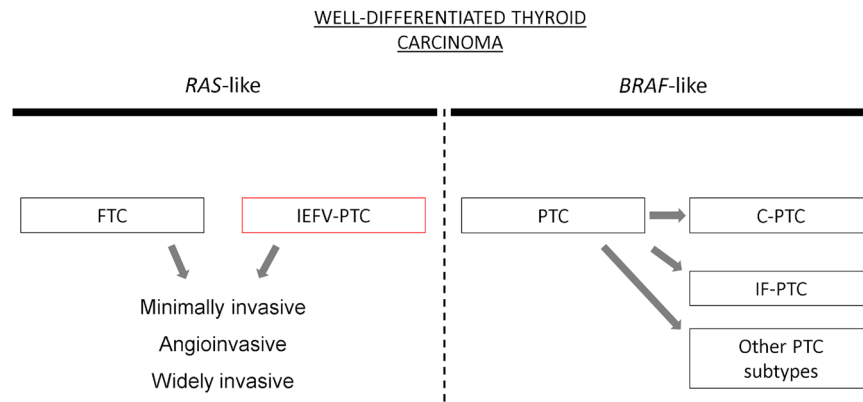 WELL-DIFFERENTIATED THYROID
CARCINOMA
RAS-like
BRAF-like
FTC
IEFV-PTC
PTC
C-PTC
IF-PTC
Minimally invasive
Angioinvasive
Widely invasive
Other PTC
subtypes